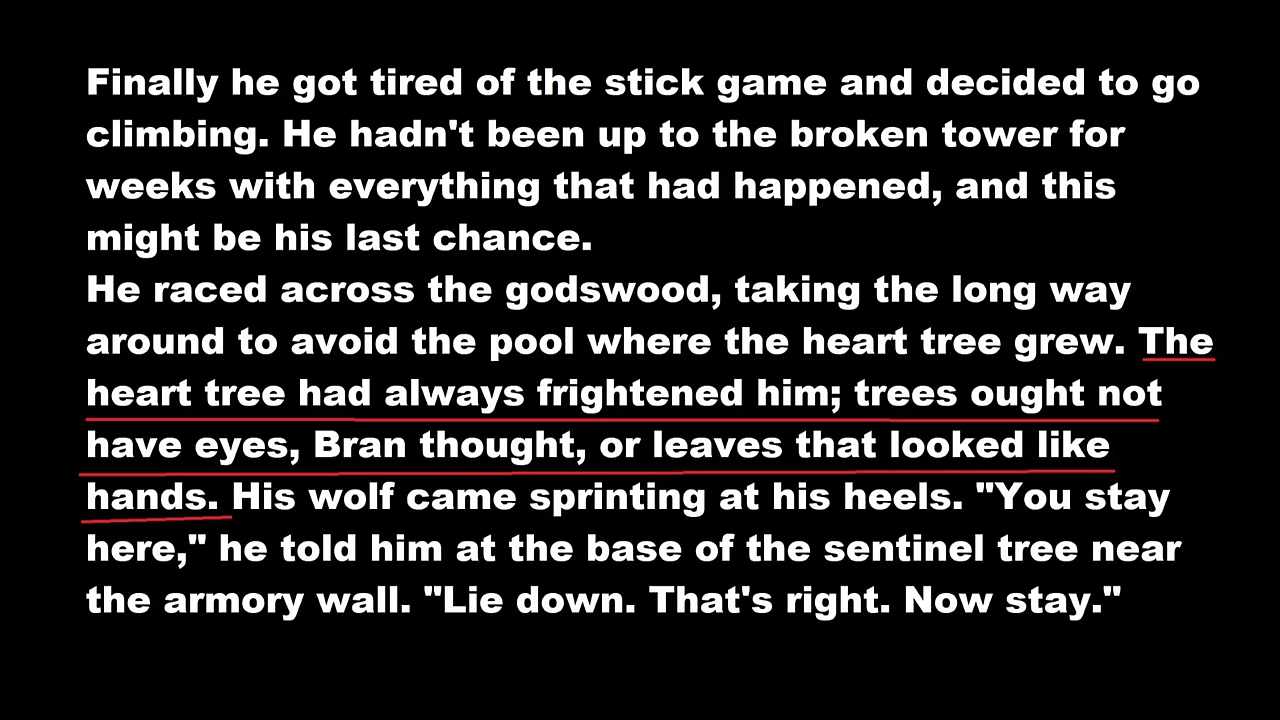 Finally he got tired of the stick game and decided to go
climbing. He hadn't been up to the broken tower for
weeks with everything that had happened, and this
might be his last chance.
He raced across the godswood, taking the long way
around to avoid the pool where the heart tree grew. The
heart tree had always frightened him; trees ought not
have eyes, Bran thought, or leaves that looked like
hands. His wolf came sprinting at his heels. "You stay
here," he told him at the base of the sentinel tree near
the armory wall. "Lie down. That's right. Now stay."